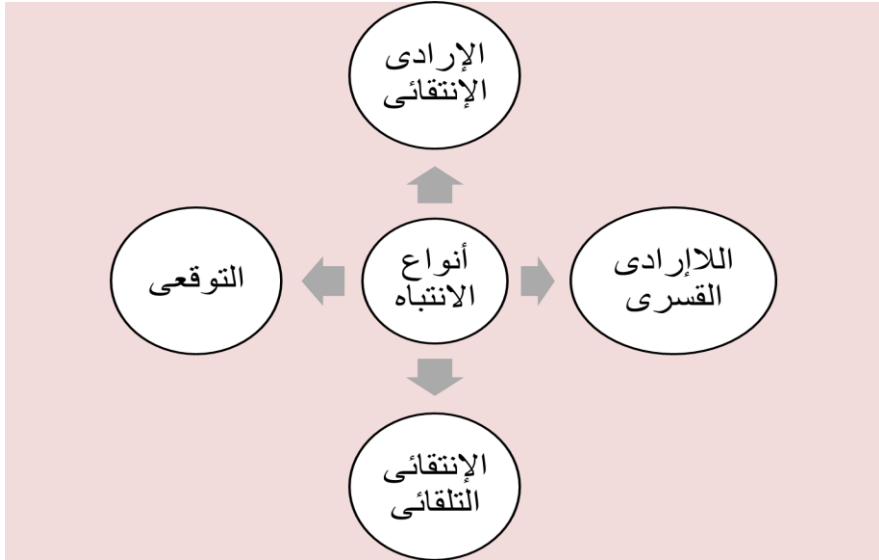 الإرادى
الإنتقائى
أنواع
الانتباه
اللاإرادى
القسرى
التوقعى
الإنتقائى
التلقائى